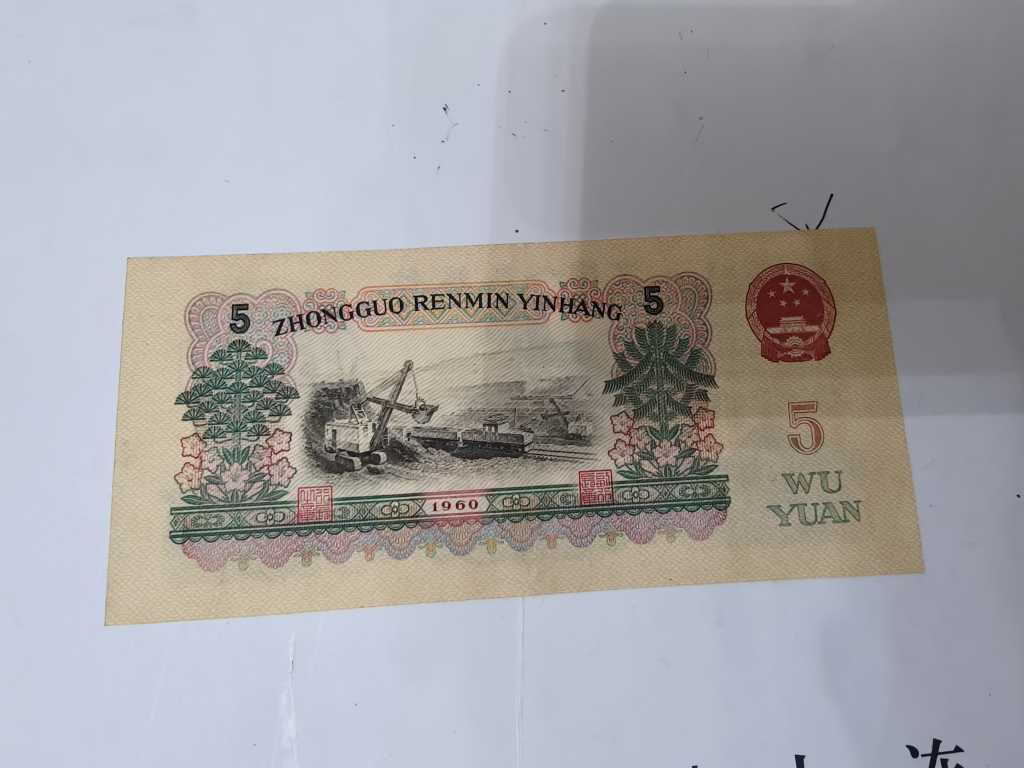 5 ZHONGGUO RENMIN YINHANG 5
5
WU
YUAN
1960